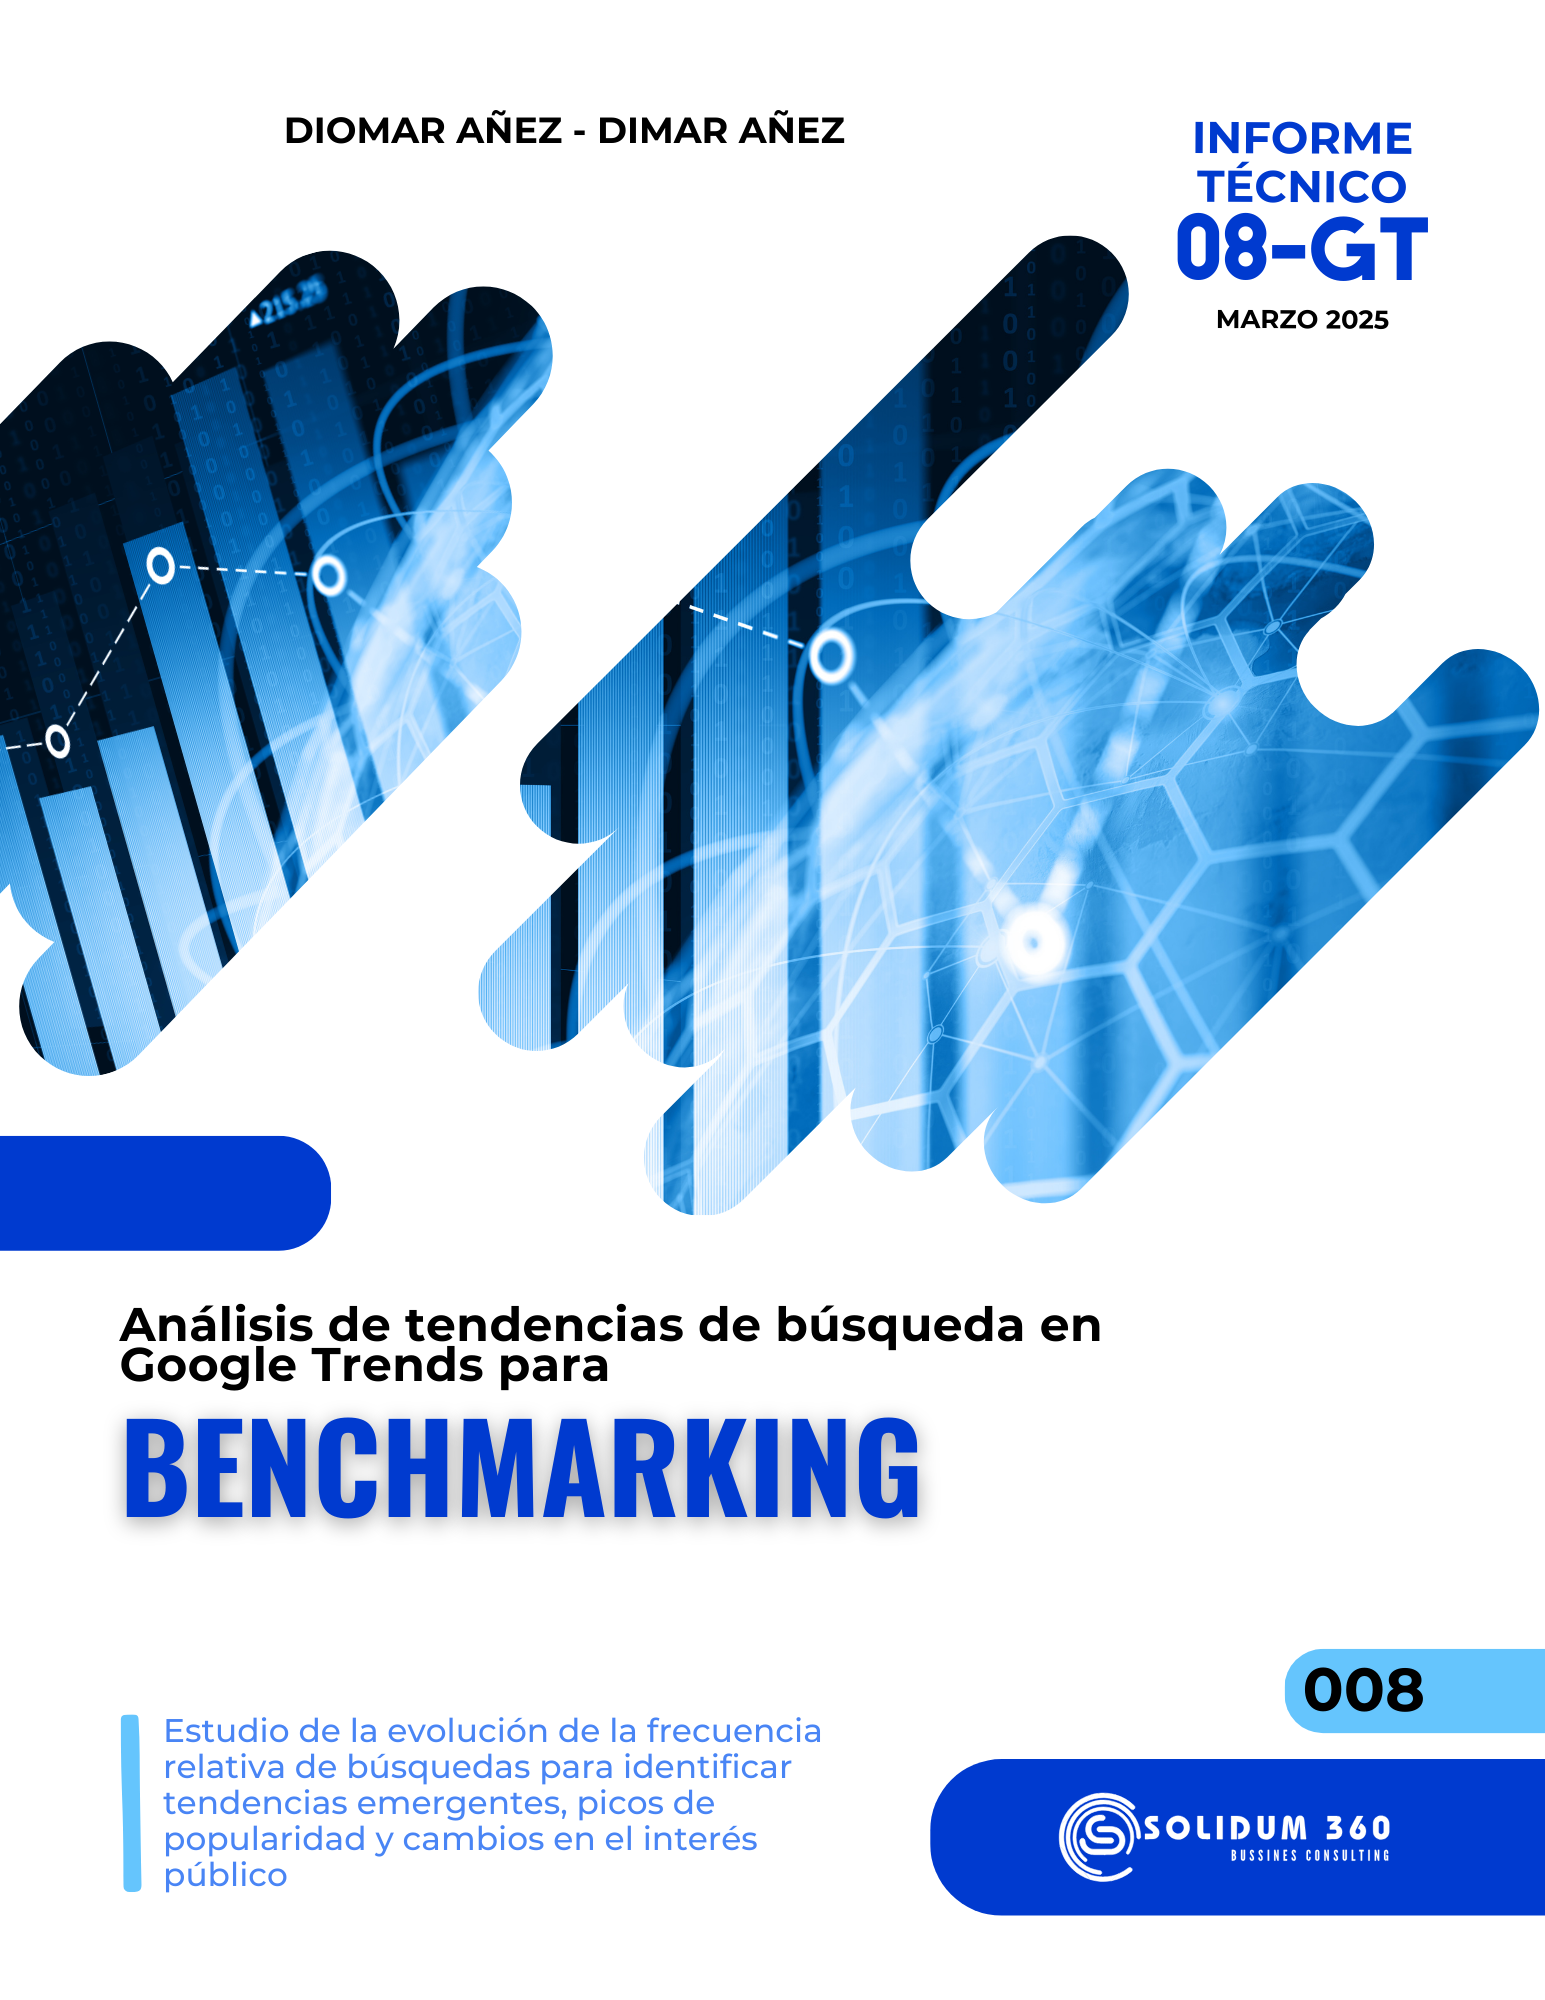 DIOMAR AÑEZ - DIMAR AÑEZ
INFORME
TÉCNICO
08-GT
MARZO 2025
▲215.26
Análisis de tendencias de búsqueda en
Google Trends para
BENCHMARKING
008
Estudio de la evolución de la frecuencia
relativa de búsquedas para identificar
tendencias emergentes, picos de
popularidad y cambios en el interés
público
SOLIDUM 360
BUSSINES CONSULTING